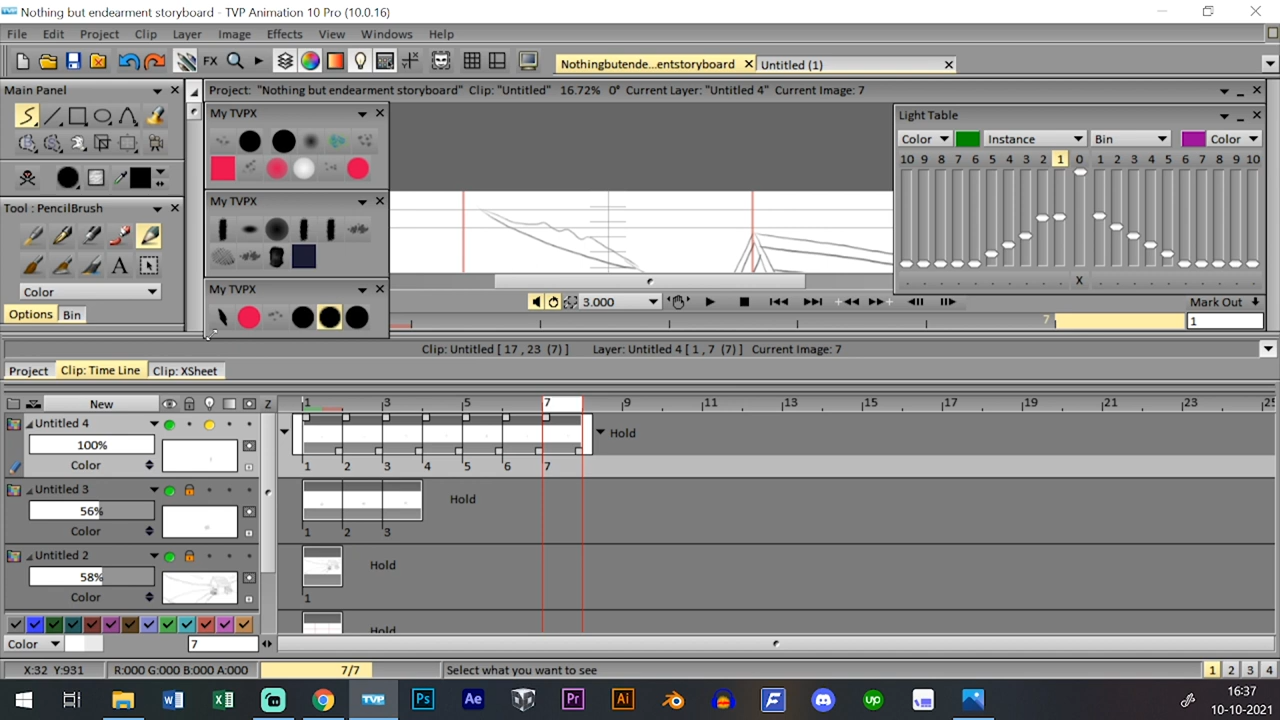 Nothing but endearment storyboard - TVP Animation 10 Pro (10.0.16)
File Edit Project Clip Layer Image Effects View Windows Help
FX Nothingbutende...entstoryboard Untitled (1)
Main Panel
Project: "Nothing but endearment storyboard" Clip: "Untitled" 16.72% 0° Current Layer: "Untitled 4" Current Image: 7
My TVPX
Light Table
Color Instance Bin Color
10 9 8 7 6 5 4 3 2 1 0 1 2 3 4 5 6 7 8 9 10
My TVPX
Tool : PencilBrush
X
My TVPX
Color
3.000 Mark Out
Options Bin
7 1
Clip: Untitled [ 17 , 23 (7) ] Layer: Untitled 4 [ 1 , 7 (7) ] Current Image: 7
Project Clip: Time Line Clip: XSheet
New Z 1 3 5 7 9 11 13 15 17 19 21 23 25
Untitled 4
Hold
100%
Color 1 2 3 4 5 6 7
Untitled 3
56% Hold
Color 1 2 3
Untitled 2
Hold
58%
Color 1
Hold
Color 7
X:32 Y:931 R:000 G:000 B:000 A:000 7/7 Select what you want to see 1 2 3 4
TVP Ps Ae Pr Ai F up
16:37
10-10-2021